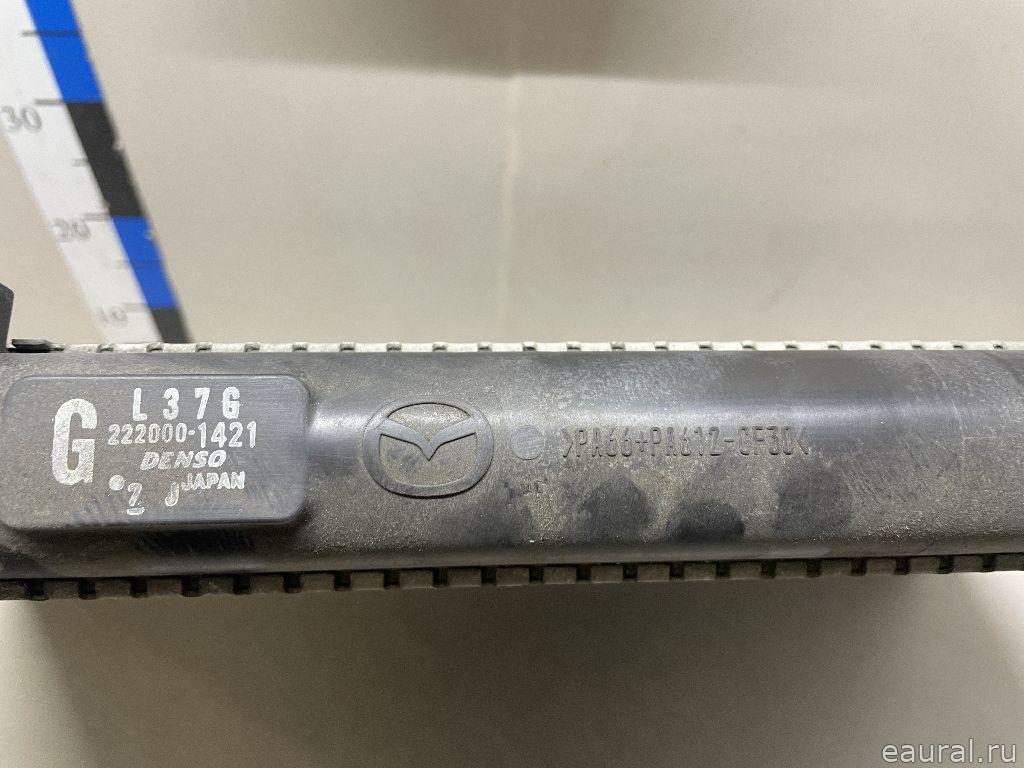 30
20
10
G
L37G
222000-1421
DENSO
JAPAN
2 J
>PA66+PA612-GF30<
eaural.ru